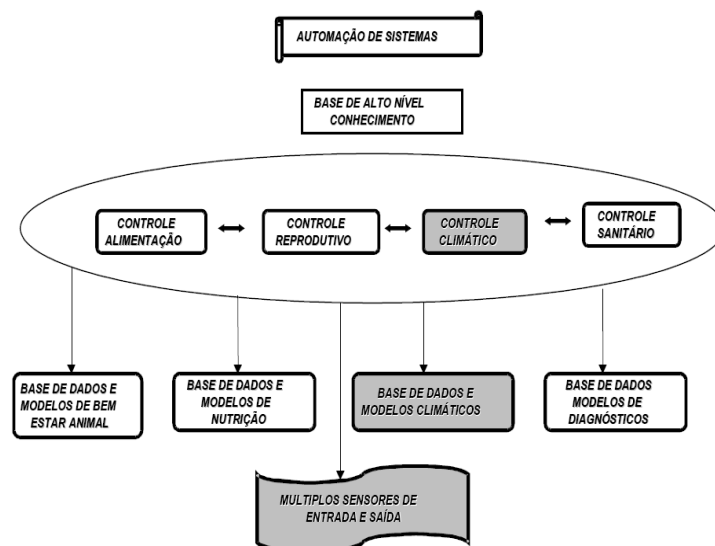 AUTOMAÇÃO DE SISTEMAS
BASE DE ALTO NÍVEL
CONHECIMENTO
CONTROLE
ALIMENTAÇÃO
CONTROLE
REPRODUTIVO
CONTROLE
CLIMÁTICO
CONTROLE
SANITÁRIO
BASE DE DADOS E
MODELOS DE BEM
ESTAR ANIMAL
BASE DE DADOS E
MODELOS DE
NUTRIÇÃO
BASE DE DADOS E
MODELOS CLIMÁTICOS
BASE DE DADOS
MODELOS DE
DIAGNÓSTICOS
MULTIPLOS SENSORES DE
ENTRADA E SAÍDA